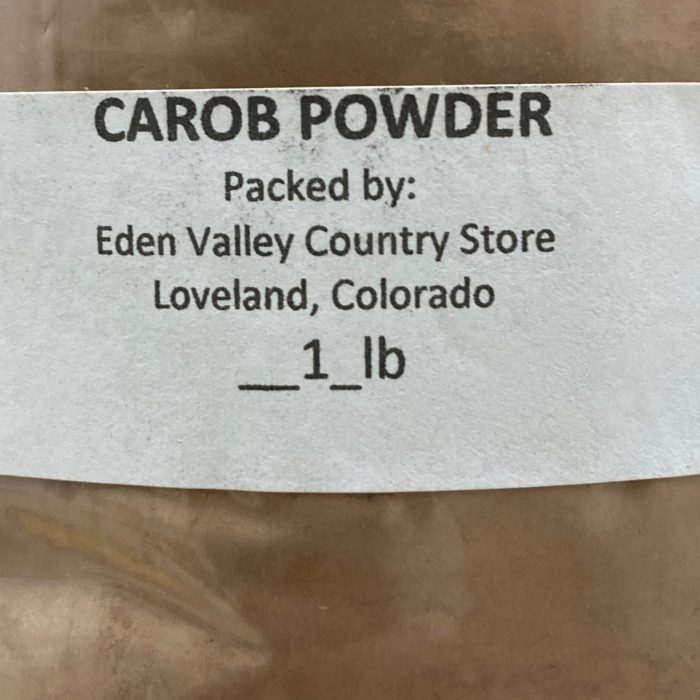 CAROB POWDER
Packed by:
Eden Valley Country Store
Loveland, Colorado
__1_lb